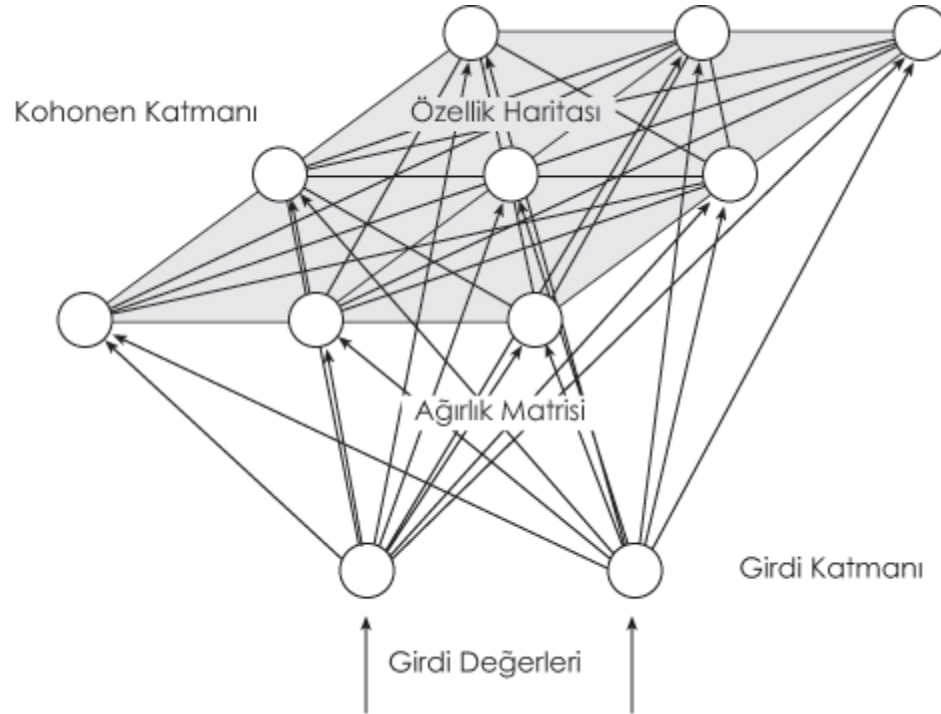 Kohonen Katmanı
Özellik Haritası
Ağırlık Matrisi
Girdi Katmanı
Girdi Değerleri